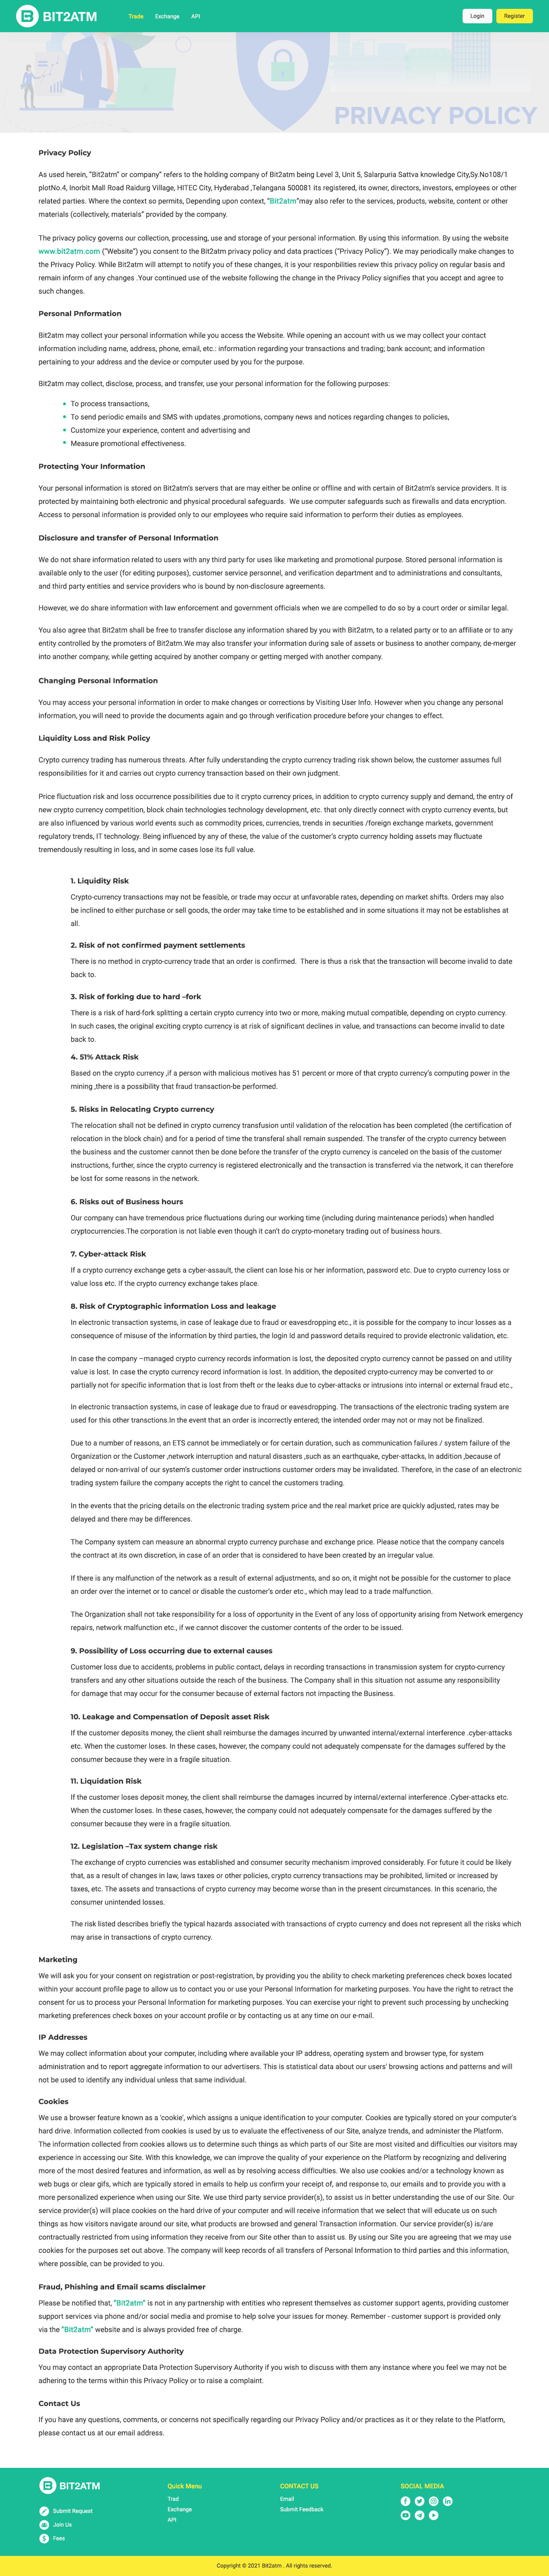 BIT2ATM
Trade
Exchange
API
Login
Register
PRIVACY POLICY
Privacy Policy
As used herein, “Bit2atm” or company” refers to the holding company of Bit2atm being Level 3, Unit 5, Salarpuria Sattva knowledge City,Sy.No108/1
plotNo.4, Inorbit Mall Road Raidurg Village, HITEC City, Hyderabad ,Telangana 500081 its registered, its owner, directors, investors, employees or other
related parties. Where the context so permits, Depending upon context, “Bit2atm”may also refer to the services, products, website, content or other
materials (collectively, materials” provided by the company.
The privacy policy governs our collection, processing, use and storage of your personal information. By using this information. By using the website
www.bit2atm.com (“Website”) you consent to the Bit2atm privacy policy and data practices (“Privacy Policy”). We may periodically make changes to
the Privacy Policy. While Bit2atm will attempt to notify you of these changes, it is your responbilities review this privacy policy on regular basis and
remain inform of any changes .Your continued use of the website following the change in the Privacy Policy signifies that you accept and agree to
such changes.
Personal Pnformation
Bit2atm may collect your personal information while you access the Website. While opening an account with us we may collect your contact
information including name, address, phone, email, etc.: information regarding your transactions and trading; bank account; and information
pertaining to your address and the device or computer used by you for the purpose.
Bit2atm may collect, disclose, process, and transfer, use your personal information for the following purposes:
• To process transactions,
• To send periodic emails and SMS with updates ,promotions, company news and notices regarding changes to policies,
• Customize your experience, content and advertising and
• Measure promotional effectiveness.
Protecting Your Information
Your personal information is stored on Bit2atm’s servers that are may either be online or offline and with certain of Bit2atm’s service providers. It is
protected by maintaining both electronic and physical procedural safeguards.  We use computer safeguards such as firewalls and data encryption.
Access to personal information is provided only to our employees who require said information to perform their duties as employees.
Disclosure and transfer of Personal Information
We do not share information related to users with any third party for uses like marketing and promotional purpose. Stored personal information is
available only to the user (for editing purposes), customer service personnel, and verification department and to administrations and consultants,
and third party entities and service providers who is bound by non-disclosure agreements.
However, we do share information with law enforcement and government officials when we are compelled to do so by a court order or similar legal.
You also agree that Bit2atm shall be free to transfer disclose any information shared by you with Bit2atm, to a related party or to an affiliate or to any
entity controlled by the promoters of Bit2atm.We may also transfer your information during sale of assets or business to another company, de-merger
into another company, while getting acquired by another company or getting merged with another company.
Changing Personal Information
You may access your personal information in order to make changes or corrections by Visiting User Info. However when you change any personal
information, you will need to provide the documents again and go through verification procedure before your changes to effect.
Liquidity Loss and Risk Policy
Crypto currency trading has numerous threats. After fully understanding the crypto currency trading risk shown below, the customer assumes full
responsibilities for it and carries out crypto currency transaction based on their own judgment.
Price fluctuation risk and loss occurrence possibilities due to it crypto currency prices, in addition to crypto currency supply and demand, the entry of
new crypto currency competition, block chain technologies technology development, etc. that only directly connect with crypto currency events, but
are also influenced by various world events such as commodity prices, currencies, trends in securities /foreign exchange markets, government
regulatory trends, IT technology. Being influenced by any of these, the value of the customer’s crypto currency holding assets may fluctuate
tremendously resulting in loss, and in some cases lose its full value.
1. Liquidity Risk
Crypto-currency transactions may not be feasible, or trade may occur at unfavorable rates, depending on market shifts. Orders may also
be inclined to either purchase or sell goods, the order may take time to be established and in some situations it may not be establishes at
all.
2. Risk of not confirmed payment settlements
There is no method in crypto-currency trade that an order is confirmed.  There is thus a risk that the transaction will become invalid to date
back to.
3. Risk of forking due to hard –fork
There is a risk of hard-fork splitting a certain crypto currency into two or more, making mutual compatible, depending on crypto currency.
In such cases, the original exciting crypto currency is at risk of significant declines in value, and transactions can become invalid to date
back to.
4. 51% Attack Risk
Based on the crypto currency ,if a person with malicious motives has 51 percent or more of that crypto currency’s computing power in the
mining ,there is a possibility that fraud transaction-be performed.
5. Risks in Relocating Crypto currency
The relocation shall not be defined in crypto currency transfusion until validation of the relocation has been completed (the certification of
relocation in the block chain) and for a period of time the transferal shall remain suspended. The transfer of the crypto currency between
the business and the customer cannot then be done before the transfer of the crypto currency is canceled on the basis of the customer
instructions, further, since the crypto currency is registered electronically and the transaction is transferred via the network, it can therefore
be lost for some reasons in the network.
6. Risks out of Business hours
Our company can have tremendous price fluctuations during our working time (including during maintenance periods) when handled
cryptocurrencies.The corporation is not liable even though it can’t do crypto-monetary trading out of business hours.
7. Cyber-attack Risk
If a crypto currency exchange gets a cyber-assault, the client can lose his or her information, password etc. Due to crypto currency loss or
value loss etc. If the crypto currency exchange takes place.
8. Risk of Cryptographic information Loss and leakage
In electronic transaction systems, in case of leakage due to fraud or eavesdropping etc., it is possible for the company to incur losses as a
consequence of misuse of the information by third parties, the login Id and password details required to provide electronic validation, etc.
In case the company –managed crypto currency records information is lost, the deposited crypto currency cannot be passed on and utility
value is lost. In case the crypto currency record information is lost. In addition, the deposited crypto-currency may be converted to or
partially not for specific information that is lost from theft or the leaks due to cyber-attacks or intrusions into internal or external fraud etc.,
In electronic transaction systems, in case of leakage due to fraud or eavesdropping. The transactions of the electronic trading system are
used for this other transctions.In the event that an order is incorrectly entered; the intended order may not or may not be finalized.
Due to a number of reasons, an ETS cannot be immediately or for certain duration, such as communication failures / system failure of the
Organization or the Customer ,network interruption and natural disasters ,such as an earthquake, cyber-attacks, In addition ,because of
delayed or non-arrival of our system’s customer order instructions customer orders may be invalidated. Therefore, in the case of an electronic
trading system failure the company accepts the right to cancel the customers trading.
In the events that the pricing details on the electronic trading system price and the real market price are quickly adjusted, rates may be
delayed and there may be differences.
The Company system can measure an abnormal crypto currency purchase and exchange price. Please notice that the company cancels
the contract at its own discretion, in case of an order that is considered to have been created by an irregular value.
If there is any malfunction of the network as a result of external adjustments, and so on, it might not be possible for the customer to place
an order over the internet or to cancel or disable the customer’s order etc., which may lead to a trade malfunction.
The Organization shall not take responsibility for a loss of opportunity in the Event of any loss of opportunity arising from Network emergency
repairs, network malfunction etc., if we cannot discover the customer contents of the order to be issued.
9. Possibility of Loss occurring due to external causes
Customer loss due to accidents, problems in public contact, delays in recording transactions in transmission system for crypto-currency
transfers and any other situations outside the reach of the business. The Company shall in this situation not assume any responsibility
for damage that may occur for the consumer because of external factors not impacting the Business.
10. Leakage and Compensation of Deposit asset Risk
If the customer deposits money, the client shall reimburse the damages incurred by unwanted internal/external interference .cyber-attacks
etc. When the customer loses. In these cases, however, the company could not adequately compensate for the damages suffered by the
consumer because they were in a fragile situation.
11. Liquidation Risk
If the customer loses deposit money, the client shall reimburse the damages incurred by internal/external interference .Cyber-attacks etc.
When the customer loses. In these cases, however, the company could not adequately compensate for the damages suffered by the
consumer because they were in a fragile situation.
12. Legislation –Tax system change risk
The exchange of crypto currencies was established and consumer security mechanism improved considerably. For future it could be likely
that, as a result of changes in law, laws taxes or other policies, crypto currency transactions may be prohibited, limited or increased by
taxes, etc. The assets and transactions of crypto currency may become worse than in the present circumstances. In this scenario, the
consumer unintended losses.
The risk listed describes briefly the typical hazards associated with transactions of crypto currency and does not represent all the risks which
may arise in transactions of crypto currency.
Marketing
We will ask you for your consent on registration or post-registration, by providing you the ability to check marketing preferences check boxes located
within your account profile page to allow us to contact you or use your Personal Information for marketing purposes. You have the right to retract the
consent for us to process your Personal Information for marketing purposes. You can exercise your right to prevent such processing by unchecking
marketing preferences check boxes on your account profile or by contacting us at any time on our e-mail.
IP Addresses
We may collect information about your computer, including where available your IP address, operating system and browser type, for system
administration and to report aggregate information to our advertisers. This is statistical data about our users’ browsing actions and patterns and will
not be used to identify any individual unless that same individual.
Cookies
We use a browser feature known as a ‘cookie’, which assigns a unique identification to your computer. Cookies are typically stored on your computer’s
hard drive. Information collected from cookies is used by us to evaluate the effectiveness of our Site, analyze trends, and administer the Platform.
The information collected from cookies allows us to determine such things as which parts of our Site are most visited and difficulties our visitors may
experience in accessing our Site. With this knowledge, we can improve the quality of your experience on the Platform by recognizing and delivering
more of the most desired features and information, as well as by resolving access difficulties. We also use cookies and/or a technology known as
web bugs or clear gifs, which are typically stored in emails to help us confirm your receipt of, and response to, our emails and to provide you with a
more personalized experience when using our Site. We use third party service provider(s), to assist us in better understanding the use of our Site. Our
service provider(s) will place cookies on the hard drive of your computer and will receive information that we select that will educate us on such
things as how visitors navigate around our site, what products are browsed and general Transaction information. Our service provider(s) is/are
contractually restricted from using information they receive from our Site other than to assist us. By using our Site you are agreeing that we may use
cookies for the purposes set out above. The company will keep records of all transfers of Personal Information to third parties and this information,
where possible, can be provided to you.
Fraud, Phishing and Email scams disclaimer
Please be notified that, “Bit2atm” is not in any partnership with entities who represent themselves as customer support agents, providing customer
support services via phone and/or social media and promise to help solve your issues for money. Remember - customer support is provided only
via the “Bit2atm” website and is always provided free of charge.
Data Protection Supervisory Authority
You may contact an appropriate Data Protection Supervisory Authority if you wish to discuss with them any instance where you feel we may not be
adhering to the terms within this Privacy Policy or to raise a complaint.
Contact Us
If you have any questions, comments, or concerns not specifically regarding our Privacy Policy and/or practices as it or they relate to the Platform,
please contact us at our email address.
BIT2ATM
Submit Request
Join Us
Fees
Quick Menu
Trad
Exchange
API
CONTACT US
Email
Submit Feedback
SOCIAL MEDIA
Copyright © 2021 Bit2atm . All rights reserved.